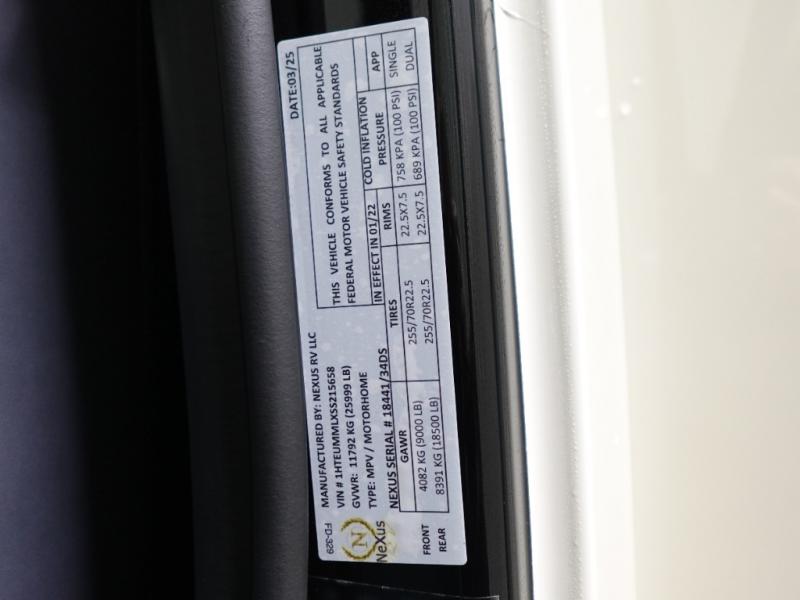 FD-329
DATE:03/25
NeXus
MANUFACTURED BY: NEXUS RV LLC
VIN # 1HTEUMMLXSS215658
GVWR: 11792 KG (25999 LB)
TYPE: MPV / MOTORHOME
NEXUS SERIAL # 18441/34DS
THIS VEHICLE CONFORMS TO ALL APPLICABLE
FEDERAL MOTOR VEHICLE SAFETY STANDARDS
IN EFFECT IN 01/22
GAWR TIRES RIMS COLD INFLATION PRESSURE APP
FRONT 4082 KG (9000 LB) 255/70R22.5 22.5X7.5 758 KPA (100 PSI) SINGLE
REAR 8391 KG (18500 LB) 255/70R22.5 22.5X7.5 689 KPA (100 PSI) DUAL